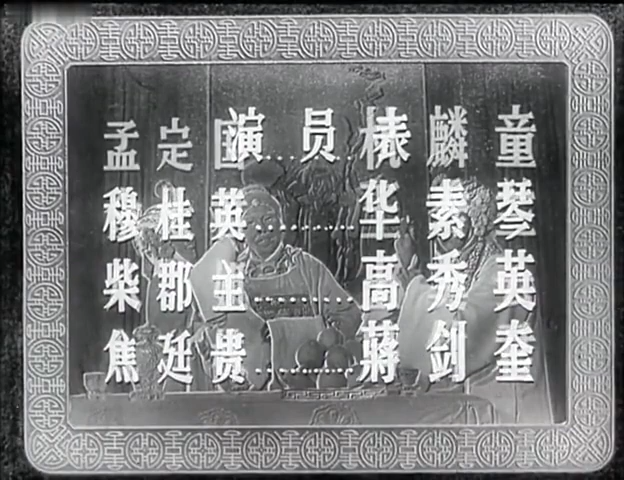 演员表
孟定国............麟童
穆桂英............华素琴
柴郡主............高秀英
焦廷贵............蒋剑奎